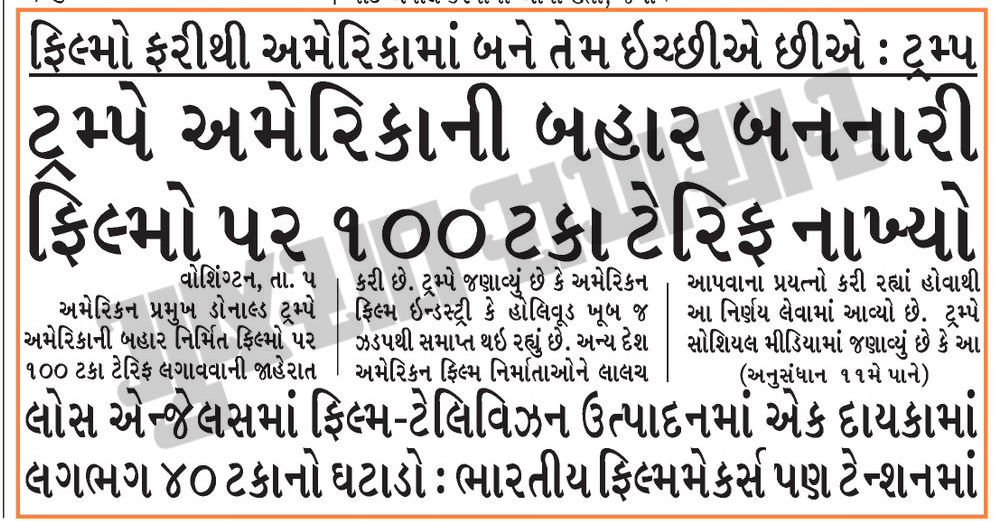 ફિલ્મો ફરીથી અમેરિકામાં બને તેમ ઇચ્છીએ છીએ : ટ્રમ્પ
ટ્રમ્પે અમેરિકાની બહાર બનનારી
ફિલ્મો પર ૧૦૦ ટકા ટેરિફ નાખ્યો
વોશિંગ્ટન, તા. ૫
અમેરિકન પ્રમુખ ડોનાલ્ડ ટ્રમ્પે
અમેરિકાની બહાર નિર્મિત ફિલ્મો પર
૧૦૦ ટકા ટેરિફ લગાવવાની જાહેરાત
કરી છે. ટ્રમ્પે જણાવ્યું છે કે અમેરિકન
ફિલ્મ ઇન્ડસ્ટ્રી કે હોલિવૂડ ખૂબ જ
ઝડપથી સમાપ્ત થઇ રહ્યું છે. અન્ય દેશ
અમેરિકન ફિલ્મ નિર્માતાઓને લાલચ
આપવાના પ્રયત્નો કરી રહ્યાં હોવાથી
આ નિર્ણય લેવામાં આવ્યો છે. ટ્રમ્પે
સોશિયલ મીડિયામાં જણાવ્યું છે કે આ
(અનુસંધાન ૧૧મે પાને)
લોસ એન્જેલસમાં ફિલ્મ-ટેલિવિઝન ઉત્પાદનમાં એક દાયકામાં
લગભગ ૪૦ ટકાનો ઘટાડો : ભારતીય ફિલ્મમેકર્સ પણ ટેન્શનમાં